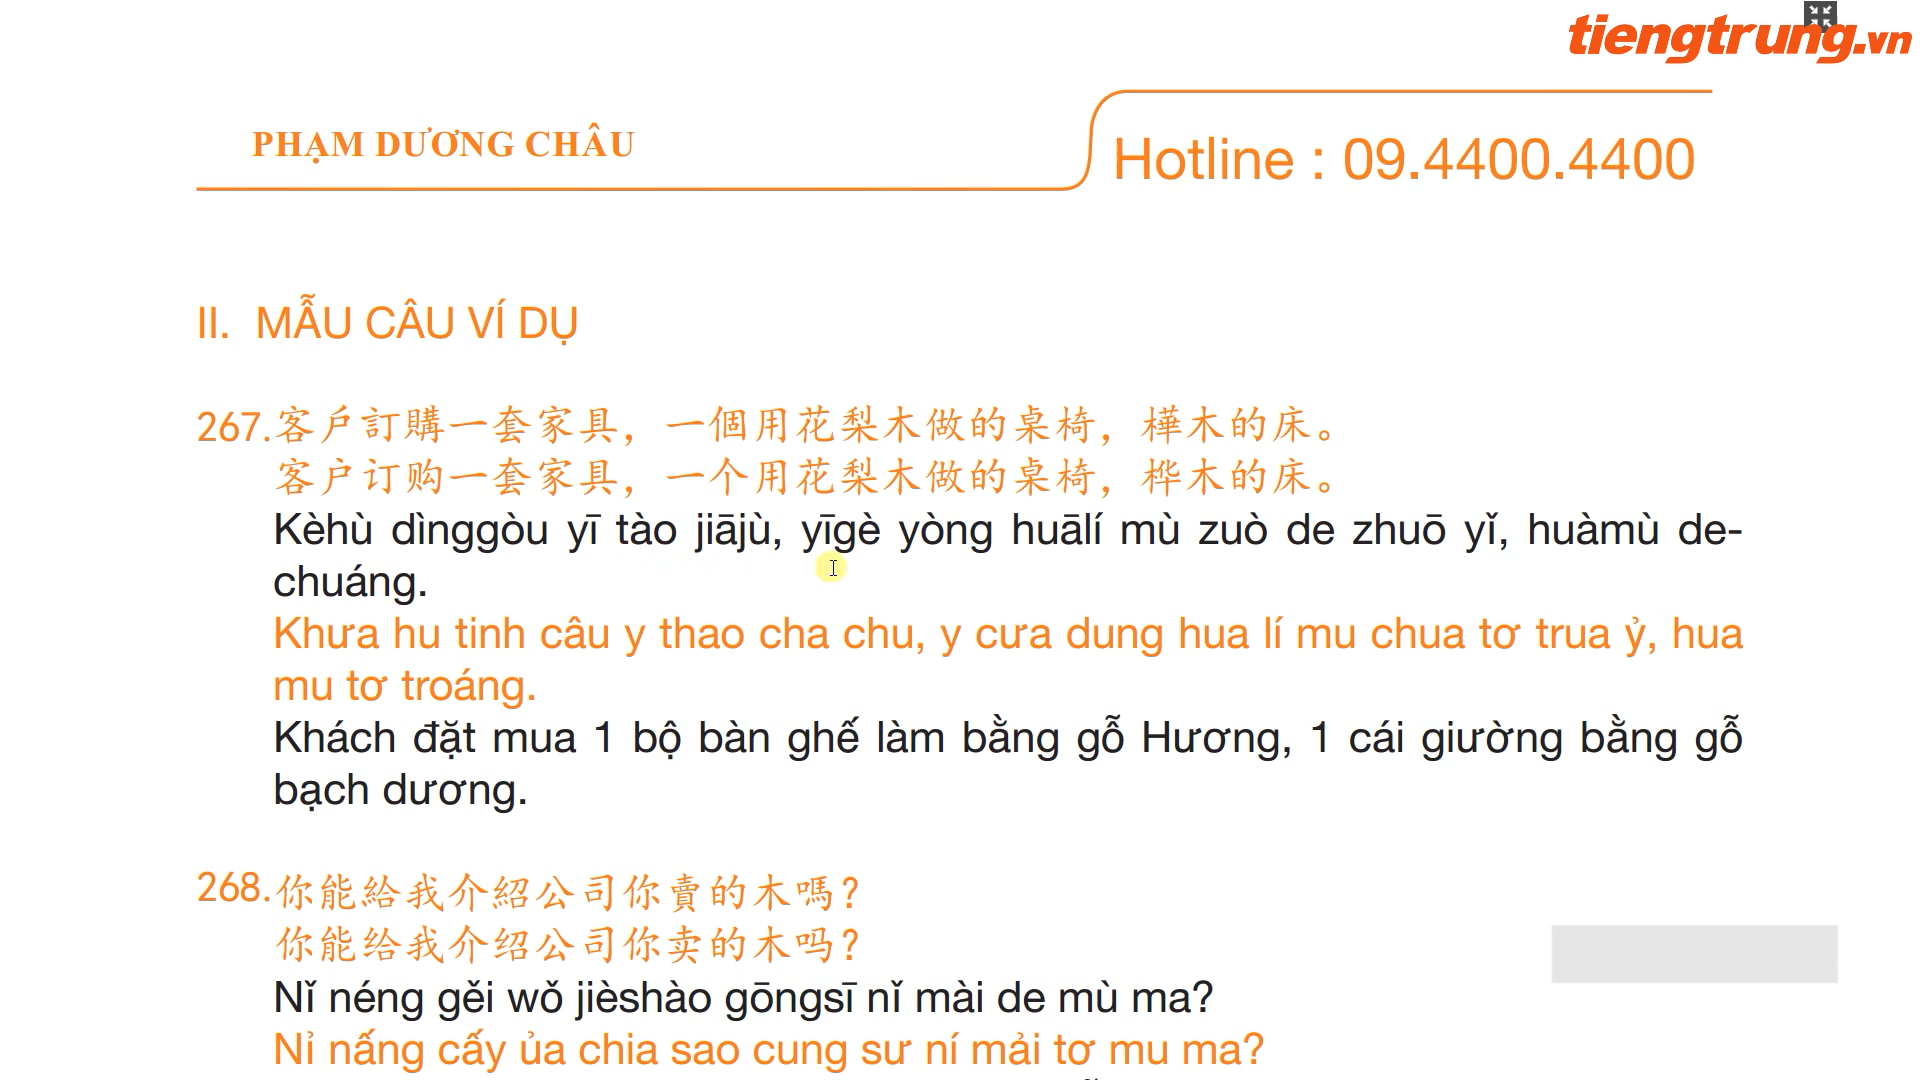 tiengtrung.vn
PHẠM DƯƠNG CHÂU
Hotline : 09.4400.4400
II. MẪU CÂU VÍ DỤ
267.客戶訂購一套家具，一個用花梨木做的桌椅，樺木的床。
客户订购一套家具，一个用花梨木做的桌椅，桦木的床。
Kèhù dìnggòu yī tào jiājù, yīgè yòng huālí mù zuò de zhuō yǐ, huàmù de-
chuáng.
Khưa hu tinh câu y thao cha chu, y cưa dung hua lí mu chua tơ trua ỷ, hua
mu tơ troáng.
Khách đặt mua 1 bộ bàn ghế làm bằng gỗ Hương, 1 cái giường bằng gỗ
bạch dương.
268.你能給我介紹公司你賣的木嗎？
你能给我介绍公司你卖的木吗？
Nǐ néng gěi wǒ jièshào gōngsī nǐ mài de mù ma?
Nỉ nấng cấy ủa chia sao cung sư ní mải tơ mu ma?